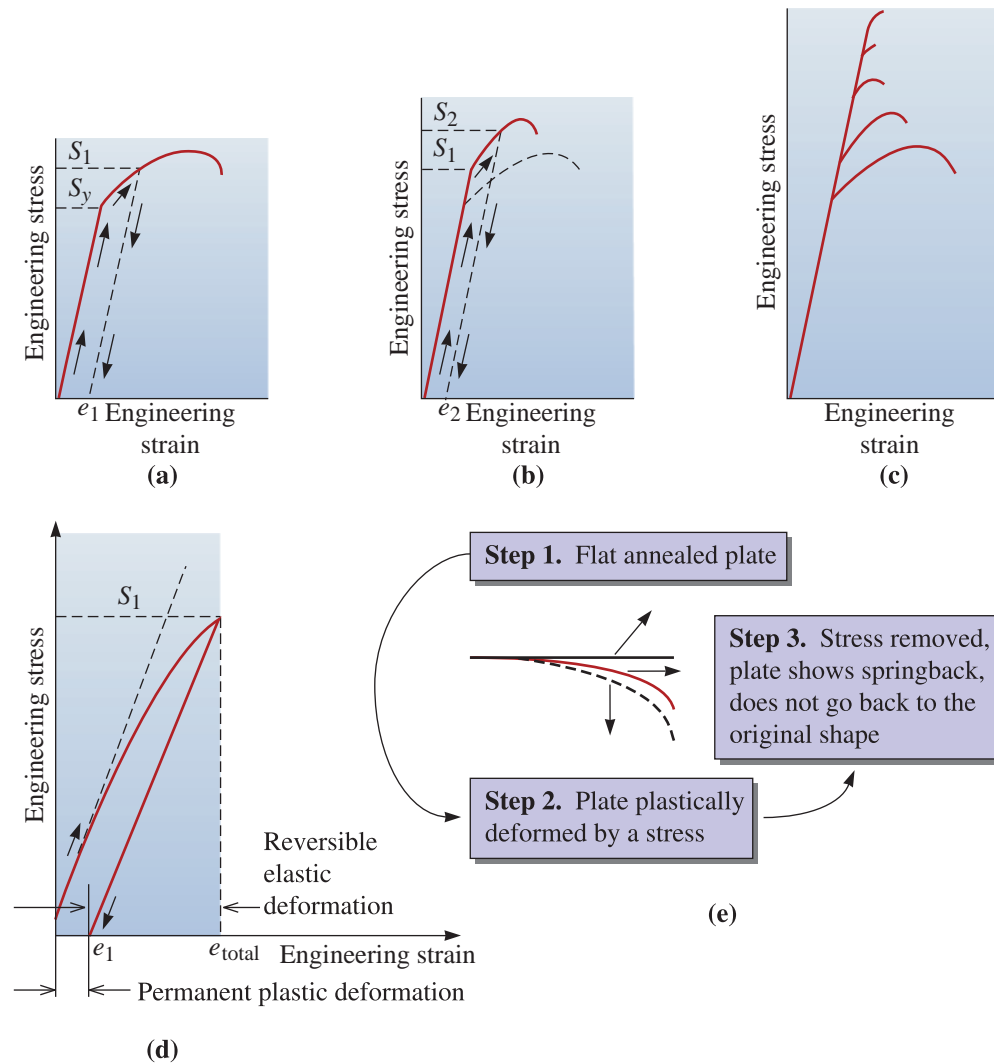 S1
Sy
Engineering stress
e1 Engineering
strain
(a)
S2
S1
Engineering stress
e2 Engineering
strain
(b)
Engineering stress
Engineering
strain
(c)
S1
Engineering stress
Reversible
elastic
deformation
e1
etotal
Engineering strain
Permanent plastic deformation
(d)
Step 1. Flat annealed plate
Step 3. Stress removed,
plate shows springback,
does not go back to the
original shape
Step 2. Plate plastically
deformed by a stress
(e)